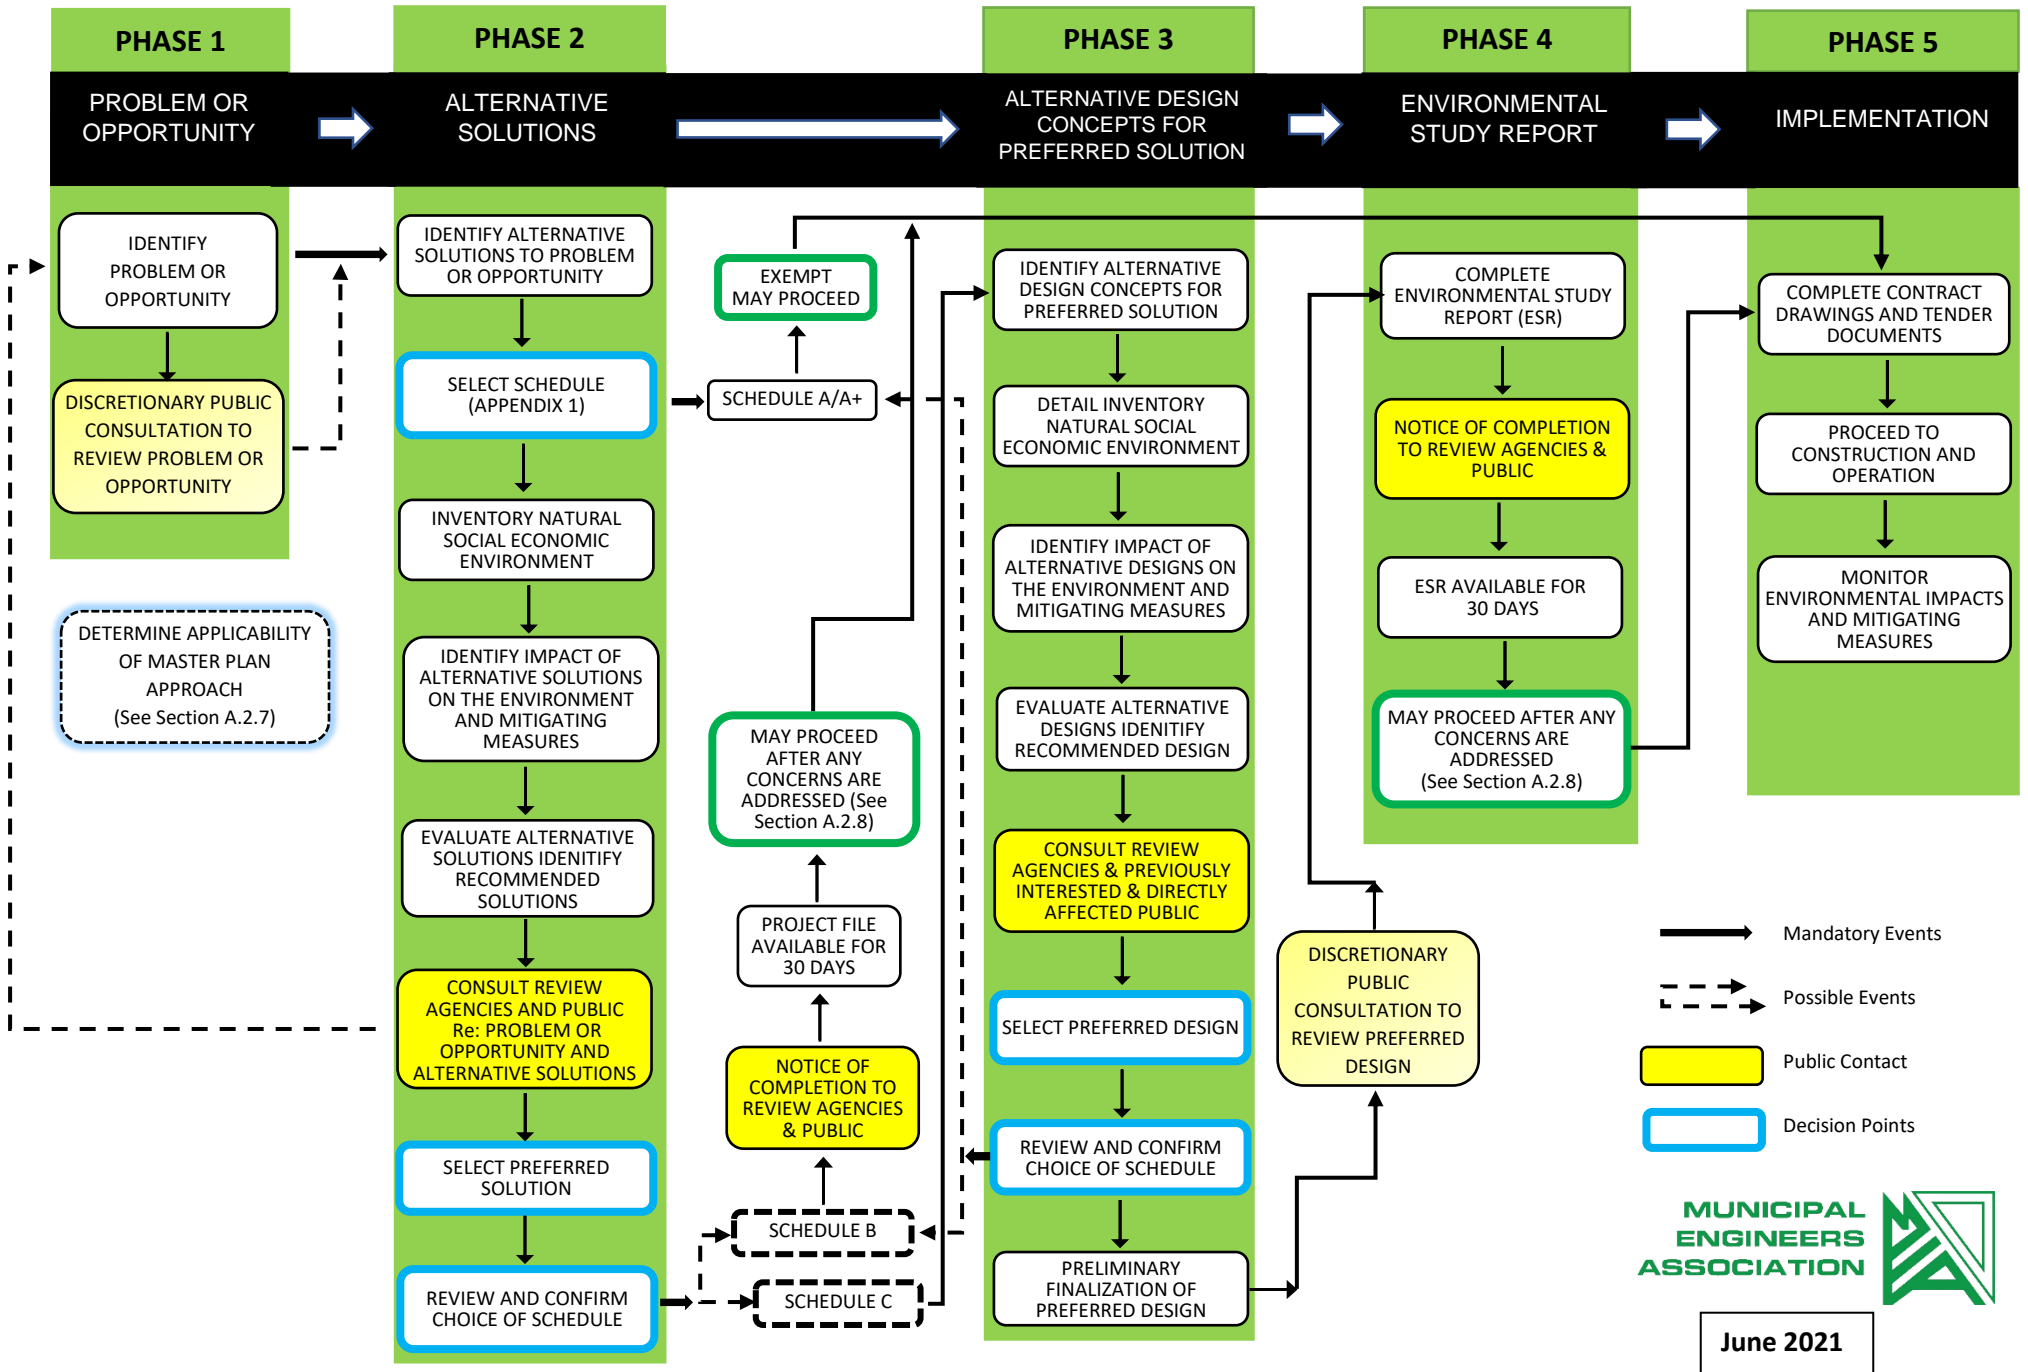 PHASE 1
PROBLEM OR
OPPORTUNITY
IDENTIFY
PROBLEM OR
OPPORTUNITY
DISCRETIONARY PUBLIC
CONSULTATION TO
REVIEW PROBLEM OR
OPPORTUNITY
DETERMINE APPLICABILITY
OF MASTER PLAN
APPROACH
(See Section A.2.7)
PHASE 2
ALTERNATIVE
SOLUTIONS
IDENTIFY ALTERNATIVE
SOLUTIONS TO PROBLEM
OR OPPORTUNITY
SELECT SCHEDULE
(APPENDIX 1)
INVENTORY NATURAL
SOCIAL ECONOMIC
ENVIRONMENT
IDENTIFY IMPACT OF
ALTERNATIVE SOLUTIONS
ON THE ENVIRONMENT
AND MITIGATING
MEASURES
EVALUATE ALTERNATIVE
SOLUTIONS IDENITIFY
RECOMMENDED
SOLUTIONS
CONSULT REVIEW
AGENCIES AND PUBLIC
Re: PROBLEM OR
OPPORTUNITY AND
ALTERNATIVE SOLUTIONS
SELECT PREFERRED
SOLUTION
REVIEW AND CONFIRM
CHOICE OF SCHEDULE
EXEMPT
MAY PROCEED
SCHEDULE A/A+
MAY PROCEED
AFTER ANY
CONCERNS ARE
ADDRESSED (See
Section A.2.8)
PROJECT FILE
AVAILABLE FOR
30 DAYS
NOTICE OF
COMPLETION TO
REVIEW AGENCIES
& PUBLIC
SCHEDULE B
SCHEDULE C
PHASE 3
ALTERNATIVE DESIGN
CONCEPTS FOR
PREFERRED SOLUTION
IDENTIFY ALTERNATIVE
DESIGN CONCEPTS FOR
PREFERRED SOLUTION
DETAIL INVENTORY
NATURAL SOCIAL
ECONOMIC ENVIRONMENT
IDENTIFY IMPACT OF
ALTERNATIVE DESIGNS ON
THE ENVIRONMENT AND
MITIGATING MEASURES
EVALUATE ALTERNATIVE
DESIGNS IDENTIFY
RECOMMENDED DESIGN
CONSULT REVIEW
AGENCIES & PREVIOUSLY
INTERESTED & DIRECTLY
AFFECTED PUBLIC
SELECT PREFERRED DESIGN
REVIEW AND CONFIRM
CHOICE OF SCHEDULE
PRELIMINARY
FINALIZATION OF
PREFERRED DESIGN
DISCRETIONARY
PUBLIC
CONSULTATION TO
REVIEW PREFERRED
DESIGN
PHASE 4
ENVIRONMENTAL
STUDY REPORT
COMPLETE
ENVIRONMENTAL STUDY
REPORT (ESR)
NOTICE OF COMPLETION
TO REVIEW AGENCIES &
PUBLIC
ESR AVAILABLE FOR
30 DAYS
MAY PROCEED AFTER ANY
CONCERNS ARE
ADDRESSED
(See Section A.2.8)
PHASE 5
IMPLEMENTATION
COMPLETE CONTRACT
DRAWINGS AND TENDER
DOCUMENTS
PROCEED TO
CONSTRUCTION AND
OPERATION
MONITOR
ENVIRONMENTAL IMPACTS
AND MITIGATING
MEASURES
Mandatory Events
Possible Events
Public Contact
Decision Points
MUNICIPAL
ENGINEERS
ASSOCIATION
MEA
June 2021